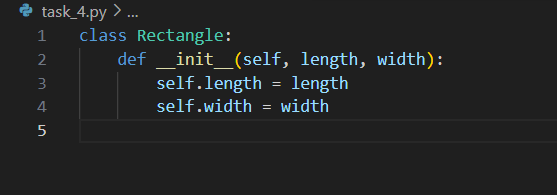 task_4.py > ...
1 class Rectangle:
2     def __init__(self, length, width):
3         self.length = length
4         self.width = width
5